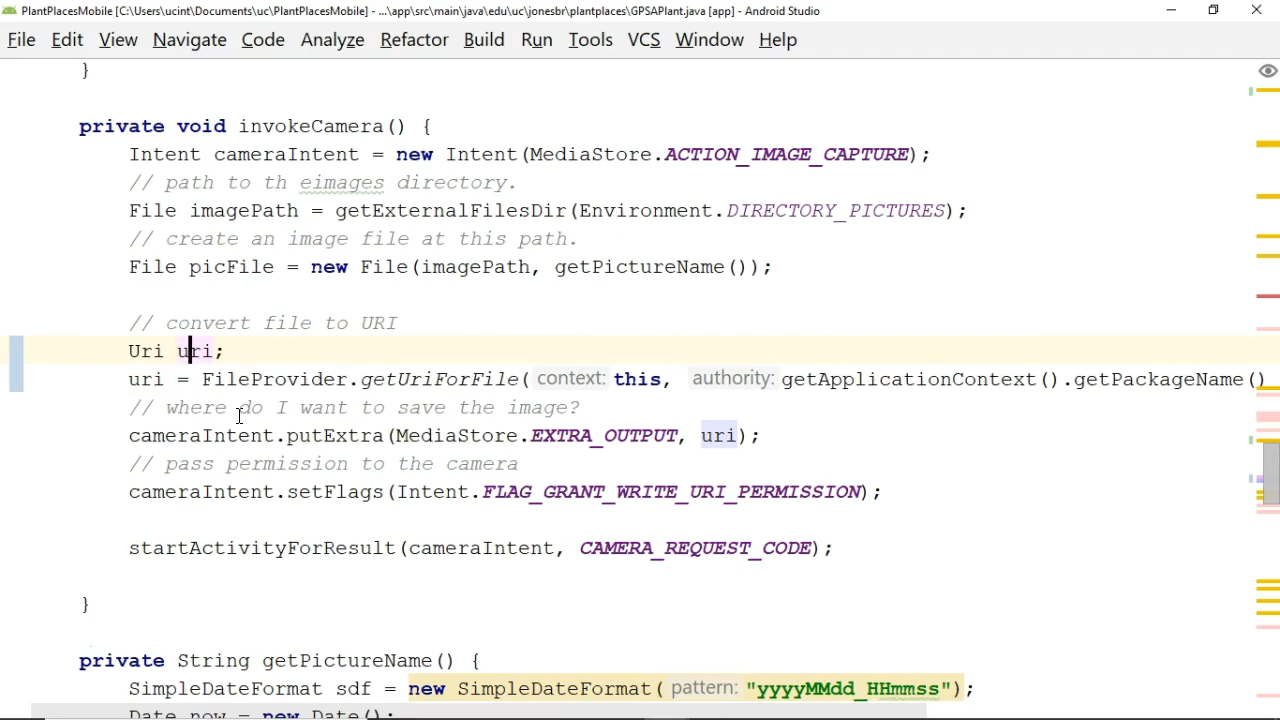 PlantPlacesMobile [C:\Users\ucint\Documents\uc\PlantPlacesMobile] - ...\app\src\main\java\edu\uc\jonesbr\plantplaces\GPSAPlant.java [app] - Android Studio
File Edit View Navigate Code Analyze Refactor Build Run Tools VCS Window Help
}
private void invokeCamera() {
Intent cameraIntent = new Intent(MediaStore.ACTION_IMAGE_CAPTURE);
// path to th eimages directory.
File imagePath = getExternalFilesDir(Environment.DIRECTORY_PICTURES);
// create an image file at this path.
File picFile = new File(imagePath, getPictureName());
// convert file to URI
Uri uri;
uri = FileProvider.getUriForFile( context: this, authority: getApplicationContext().getPackageName()
// where do I want to save the image?
cameraIntent.putExtra(MediaStore.EXTRA_OUTPUT, uri);
// pass permission to the camera
cameraIntent.setFlags(Intent.FLAG_GRANT_WRITE_URI_PERMISSION);
startActivityForResult(cameraIntent, CAMERA_REQUEST_CODE);
}
private String getPictureName() {
SimpleDateFormat sdf = new SimpleDateFormat( pattern: "yyyyMMdd_HHmmss");
Date now = new Date();